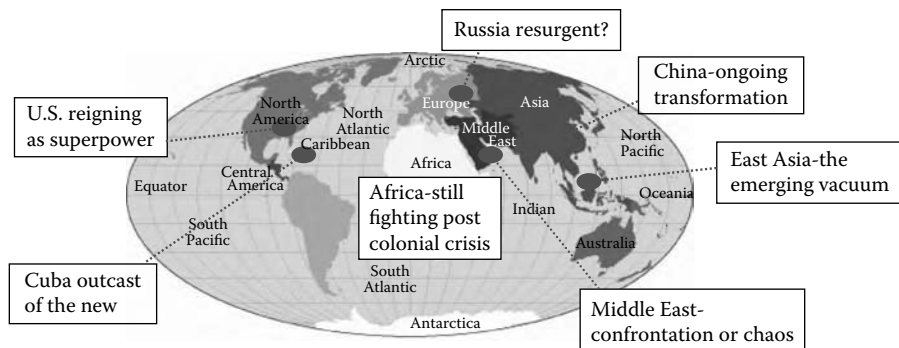 Russia resurgent?
Arctic
China-ongoing
transformation
U.S. reigning
as superpower
North
America
North
Atlantic
Europe
Asia
Caribbean
Middle
East
North
Pacific
East Asia-the
emerging vacuum
Equator
Central
America
Africa
Africa-still
fighting post
colonial crisis
Indian
Oceania
South
Pacific
Australia
South
Atlantic
Cuba outcast
of the new
Middle East-
confrontation or chaos
Antarctica